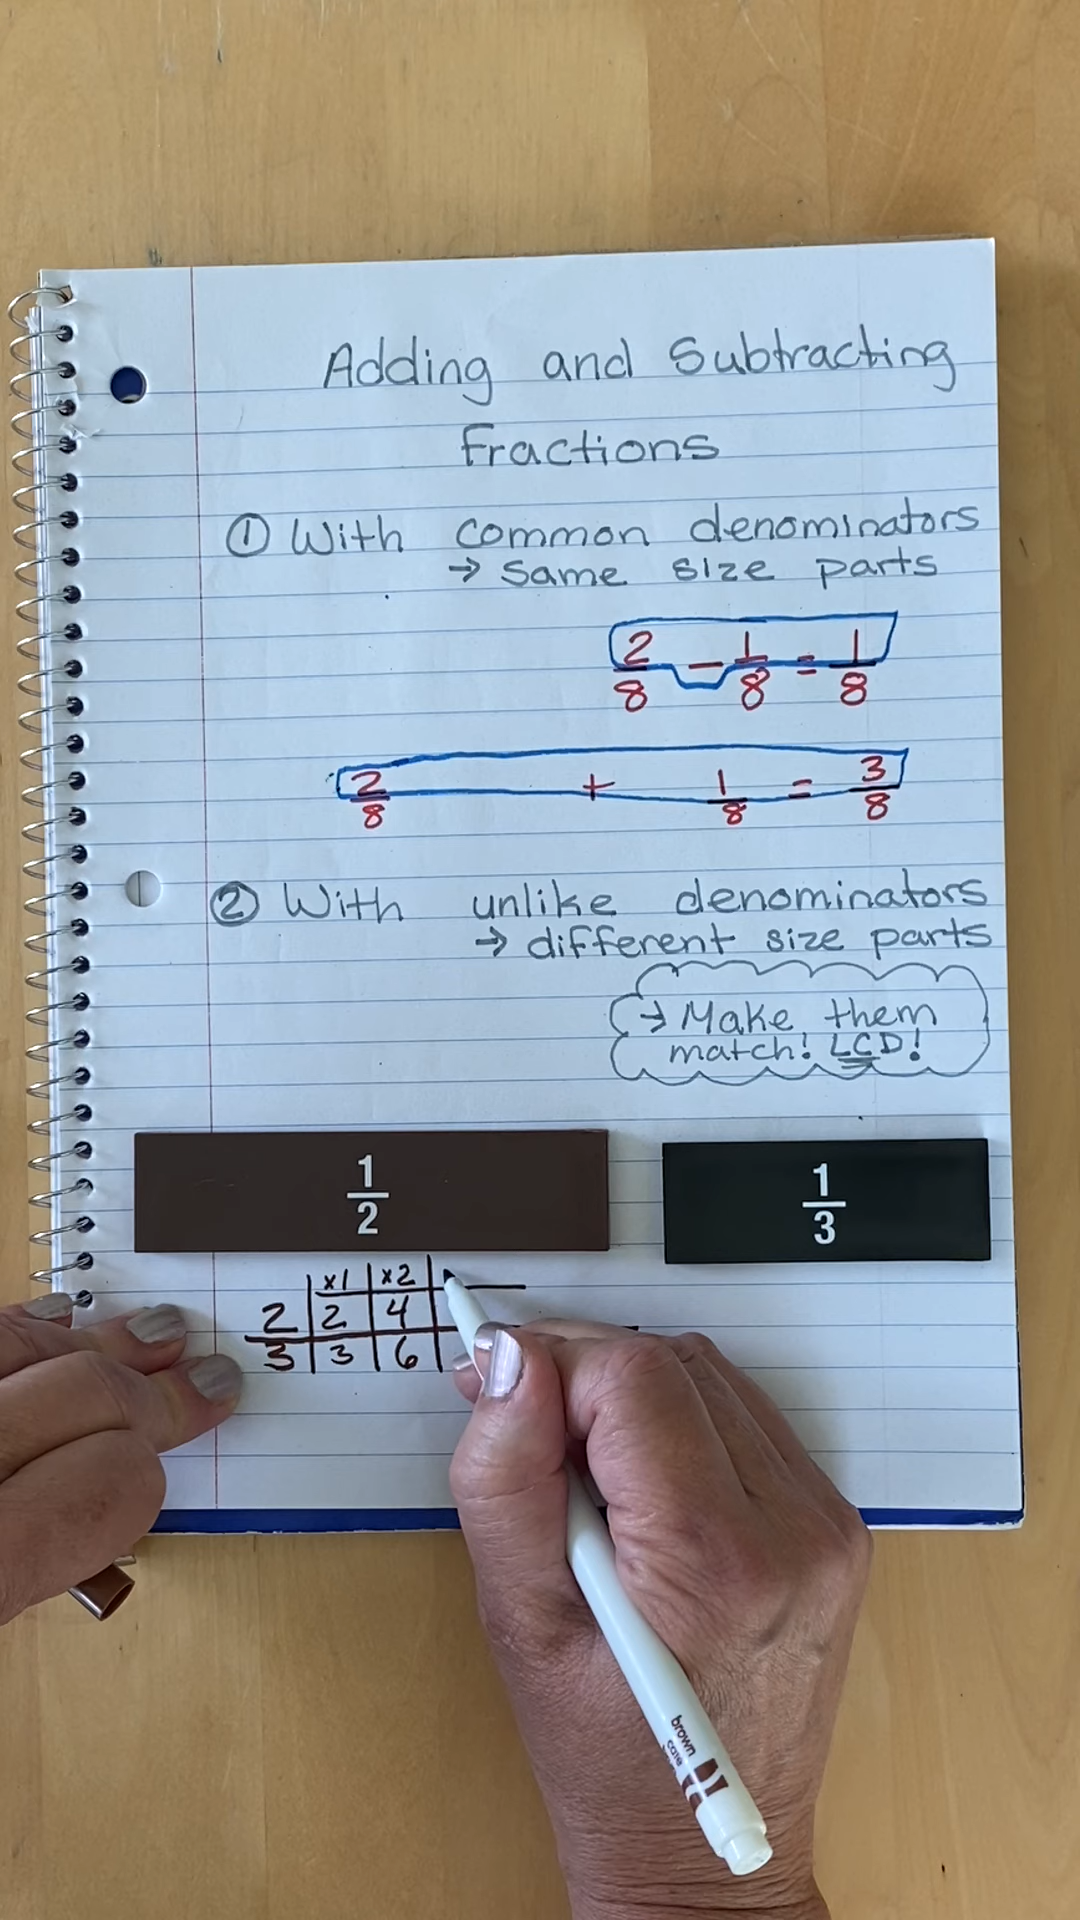 Adding and Subtracting
Fractions
① With common denominators
→ same size parts
2/8 - 1/8 = 1/8
2/8 + 1/8 = 3/8
② With unlike denominators
→ different size parts
→ Make them
match! LCD!
1/2 1/3
x1 x2
2 2 4
3 3 6
brown